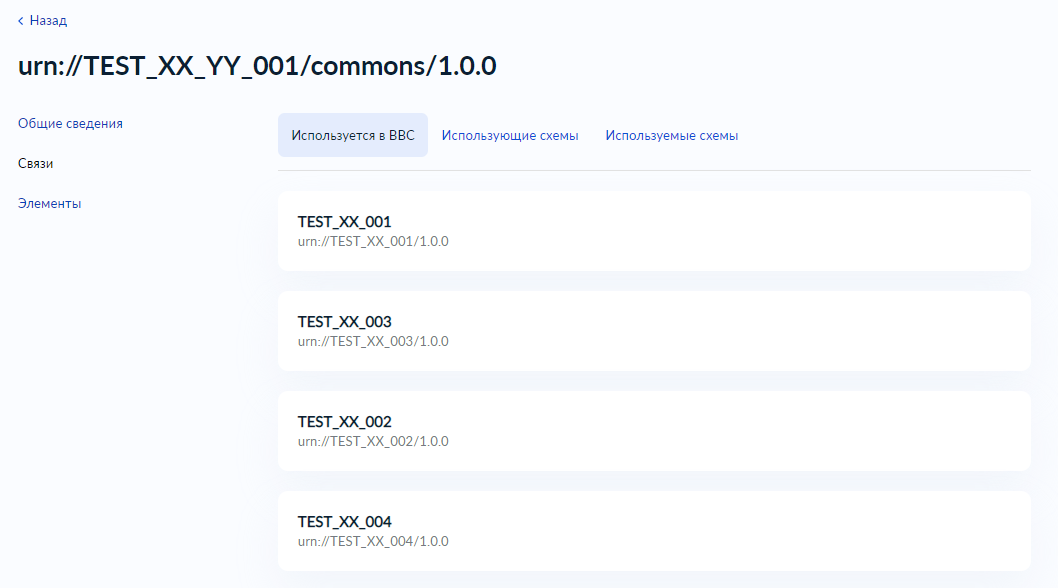 Назад
urn://TEST_XX_YY_001/commons/1.0.0
Общие сведения
Связи
Элементы
Используется в ВВС Использующие схемы Используемые схемы
TEST_XX_001
urn://TEST_XX_001/1.0.0
TEST_XX_003
urn://TEST_XX_003/1.0.0
TEST_XX_002
urn://TEST_XX_002/1.0.0
TEST_XX_004
urn://TEST_XX_004/1.0.0